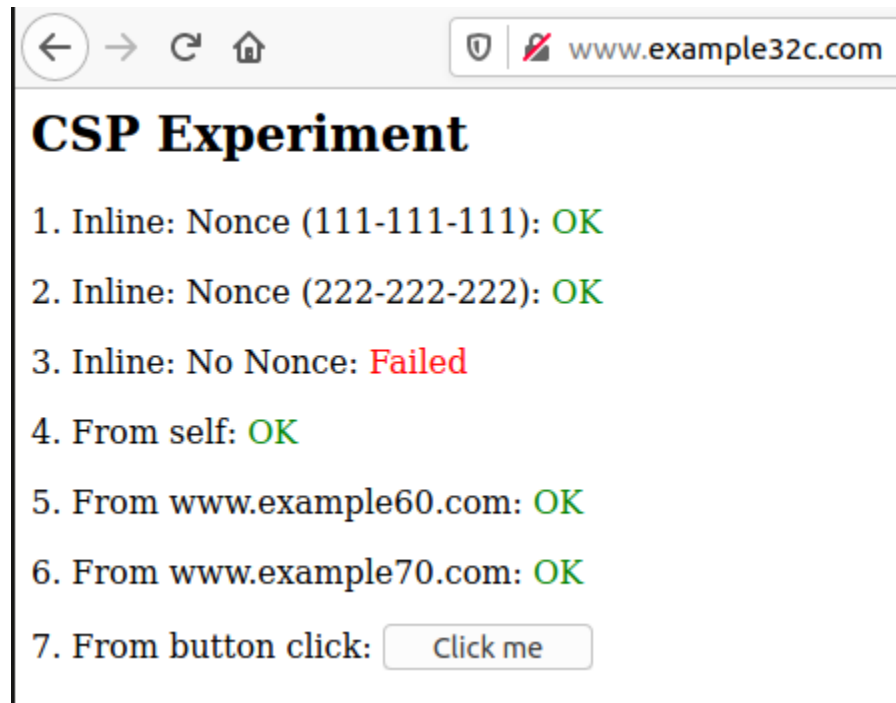 www.example32c.com
CSP Experiment
1. Inline: Nonce (111-111-111): OK
2. Inline: Nonce (222-222-222): OK
3. Inline: No Nonce: Failed
4. From self: OK
5. From www.example60.com: OK
6. From www.example70.com: OK
7. From button click: Click me